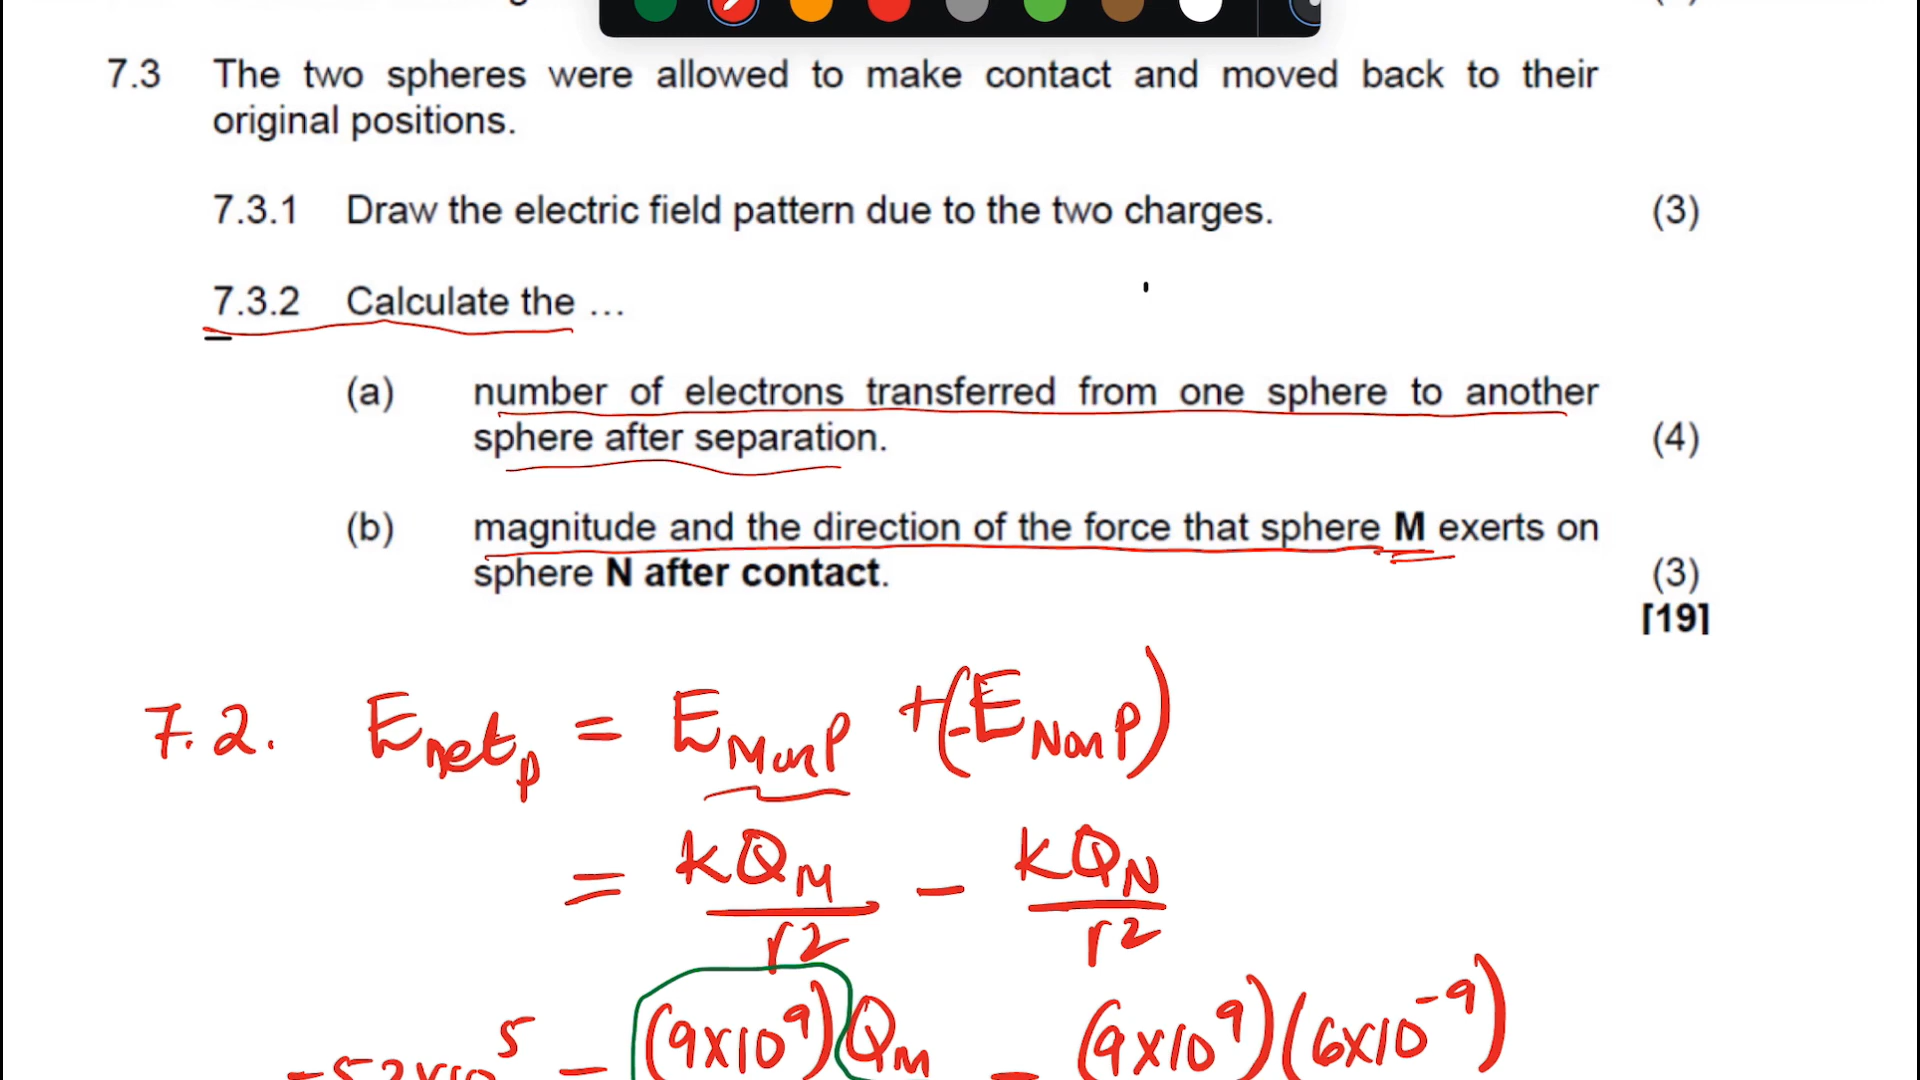 7.3 The two spheres were allowed to make contact and moved back to their
original positions.
7.3.1 Draw the electric field pattern due to the two charges. (3)
7.3.2 Calculate the ...
(a) number of electrons transferred from one sphere to another
sphere after separation. (4)
(b) magnitude and the direction of the force that sphere M exerts on
sphere N after contact. (3)
[19]
7.2. Enet_p = E_MonP + (-E_NonP)
= kQ_M/r² - kQ_N/r²
(9x10⁹)Q_M - (9x10⁹)(6x10⁻⁹)